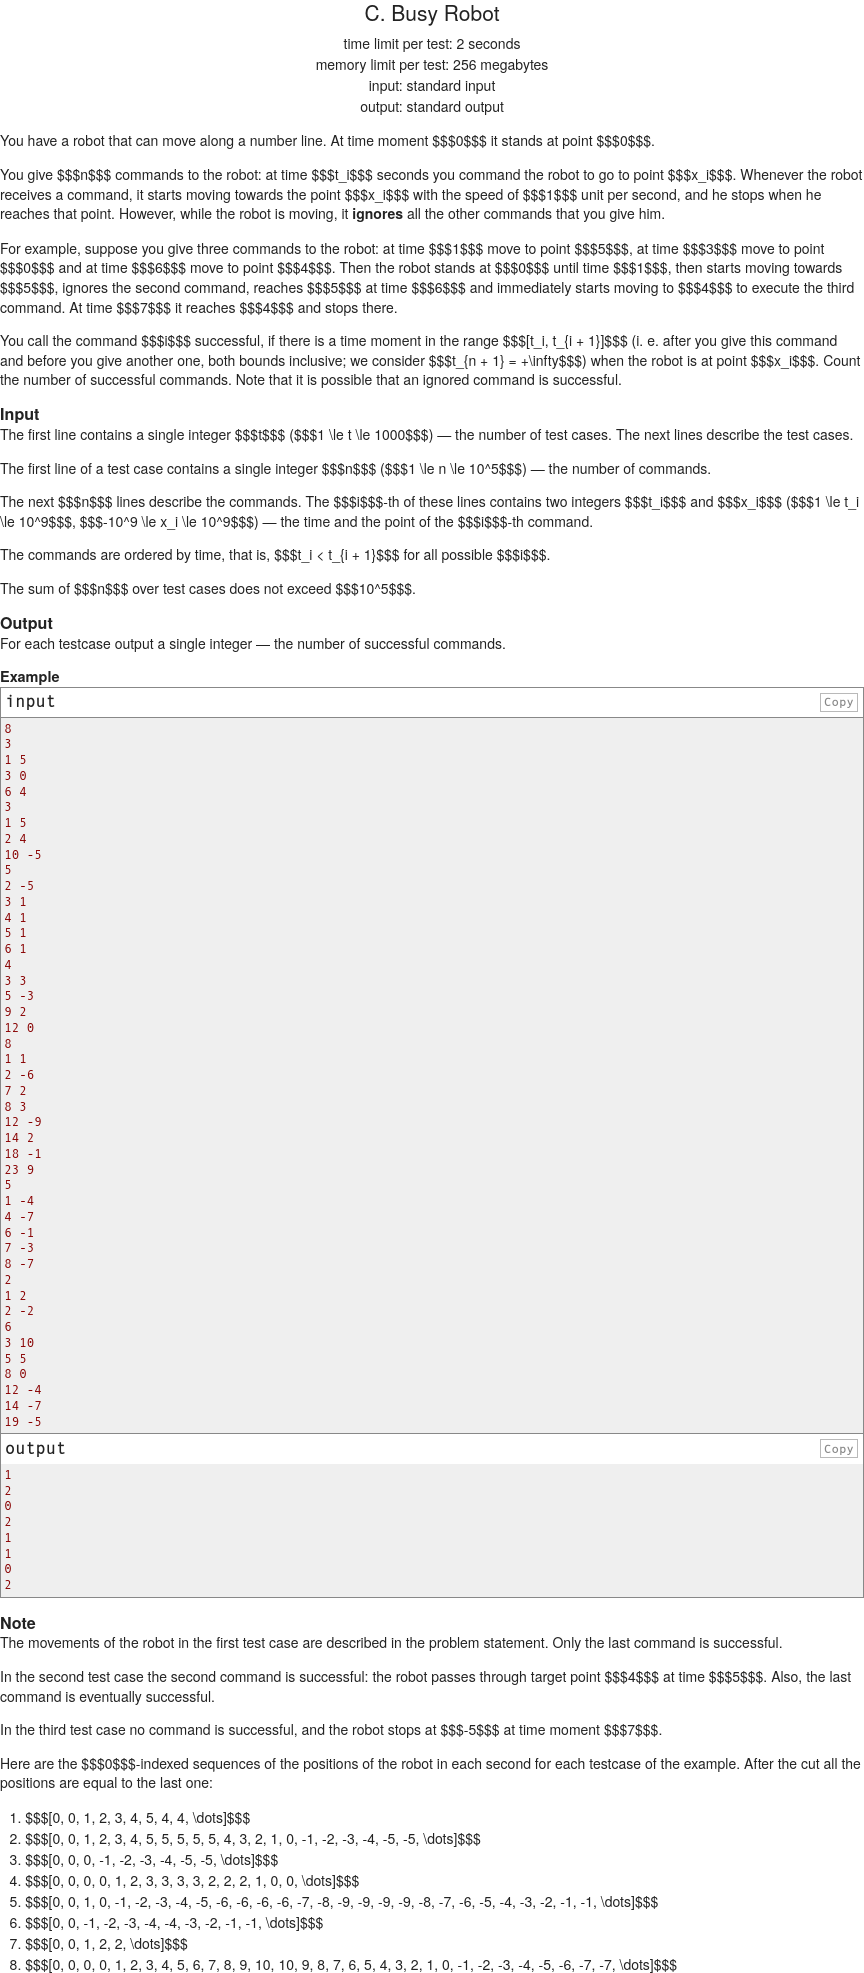 C. Busy Robot
time limit per test: 2 seconds
memory limit per test: 256 megabytes
input: standard input
output: standard output
You have a robot that can move along a number line. At time moment $$$0$$$ it stands at point $$$0$$$.
You give $$$n$$$ commands to the robot: at time $$$t_i$$$ seconds you command the robot to go to point $$$x_i$$$. Whenever the robot
receives a command, it starts moving towards the point $$$x_i$$$ with the speed of $$$1$$$ unit per second, and he stops when he
reaches that point. However, while the robot is moving, it ignores all the other commands that you give him.
For example, suppose you give three commands to the robot: at time $$$1$$$ move to point $$$5$$$, at time $$$3$$$ move to point
$$$0$$$ and at time $$$6$$$ move to point $$$4$$$. Then the robot stands at $$$0$$$ until time $$$1$$$, then starts moving towards
$$$5$$$, ignores the second command, reaches $$$5$$$ at time $$$6$$$ and immediately starts moving to $$$4$$$ to execute the third
command. At time $$$7$$$ it reaches $$$4$$$ and stops there.
You call the command $$$i$$$ successful, if there is a time moment in the range $$$[t_i, t_{i + 1}]$$$ (i. e. after you give this command
and before you give another one, both bounds inclusive; we consider $$$t_{n + 1} = +\infty$$$) when the robot is at point $$$x_i$$$. Count
the number of successful commands. Note that it is possible that an ignored command is successful.
Input
The first line contains a single integer $$$t$$$ ($$$1 \le t \le 1000$$$) — the number of test cases. The next lines describe the test cases.
The first line of a test case contains a single integer $$$n$$$ ($$$1 \le n \le 10^5$$$) — the number of commands.
The next $$$n$$$ lines describe the commands. The $$$i$$$-th of these lines contains two integers $$$t_i$$$ and $$$x_i$$$ ($$$1 \le t_i
\le 10^9$$$, $$$-10^9 \le x_i \le 10^9$$$) — the time and the point of the $$$i$$$-th command.
The commands are ordered by time, that is, $$$t_i < t_{i + 1}$$$ for all possible $$$i$$$.
The sum of $$$n$$$ over test cases does not exceed $$$10^5$$$.
Output
For each testcase output a single integer — the number of successful commands.
Example
input
Copy
8
3
1 5
3 0
6 4
3
1 5
2 4
10 -5
5
2 -5
3 1
4 1
5 1
6 1
4
3 3
5 -3
9 2
12 0
8
1 1
2 -6
7 2
8 3
12 -9
14 2
18 -1
23 9
5
1 -4
4 -7
6 -1
7 -3
8 -7
2
1 2
2 -2
6
3 10
5 5
8 0
12 -4
14 -7
19 -5
output
Copy
1
2
0
2
1
1
0
2
Note
The movements of the robot in the first test case are described in the problem statement. Only the last command is successful.
In the second test case the second command is successful: the robot passes through target point $$$4$$$ at time $$$5$$$. Also, the last
command is eventually successful.
In the third test case no command is successful, and the robot stops at $$$-5$$$ at time moment $$$7$$$.
Here are the $$$0$$$-indexed sequences of the positions of the robot in each second for each testcase of the example. After the cut all the
positions are equal to the last one:
1. $$$[0, 0, 1, 2, 3, 4, 5, 4, 4, \dots]$$$
2. $$$[0, 0, 1, 2, 3, 4, 5, 5, 5, 5, 5, 4, 3, 2, 1, 0, -1, -2, -3, -4, -5, -5, \dots]$$$
3. $$$[0, 0, 0, -1, -2, -3, -4, -5, -5, \dots]$$$
4. $$$[0, 0, 0, 0, 1, 2, 3, 3, 3, 3, 2, 2, 2, 1, 0, 0, \dots]$$$
5. $$$[0, 0, 1, 0, -1, -2, -3, -4, -5, -6, -6, -6, -6, -7, -8, -9, -9, -9, -9, -8, -7, -6, -5, -4, -3, -2, -1, -1, \dots]$$$
6. $$$[0, 0, -1, -2, -3, -4, -4, -3, -2, -1, -1, \dots]$$$
7. $$$[0, 0, 1, 2, 2, \dots]$$$
8. $$$[0, 0, 0, 0, 1, 2, 3, 4, 5, 6, 7, 8, 9, 10, 10, 9, 8, 7, 6, 5, 4, 3, 2, 1, 0, -1, -2, -3, -4, -5, -6, -7, -7, \dots]$$$